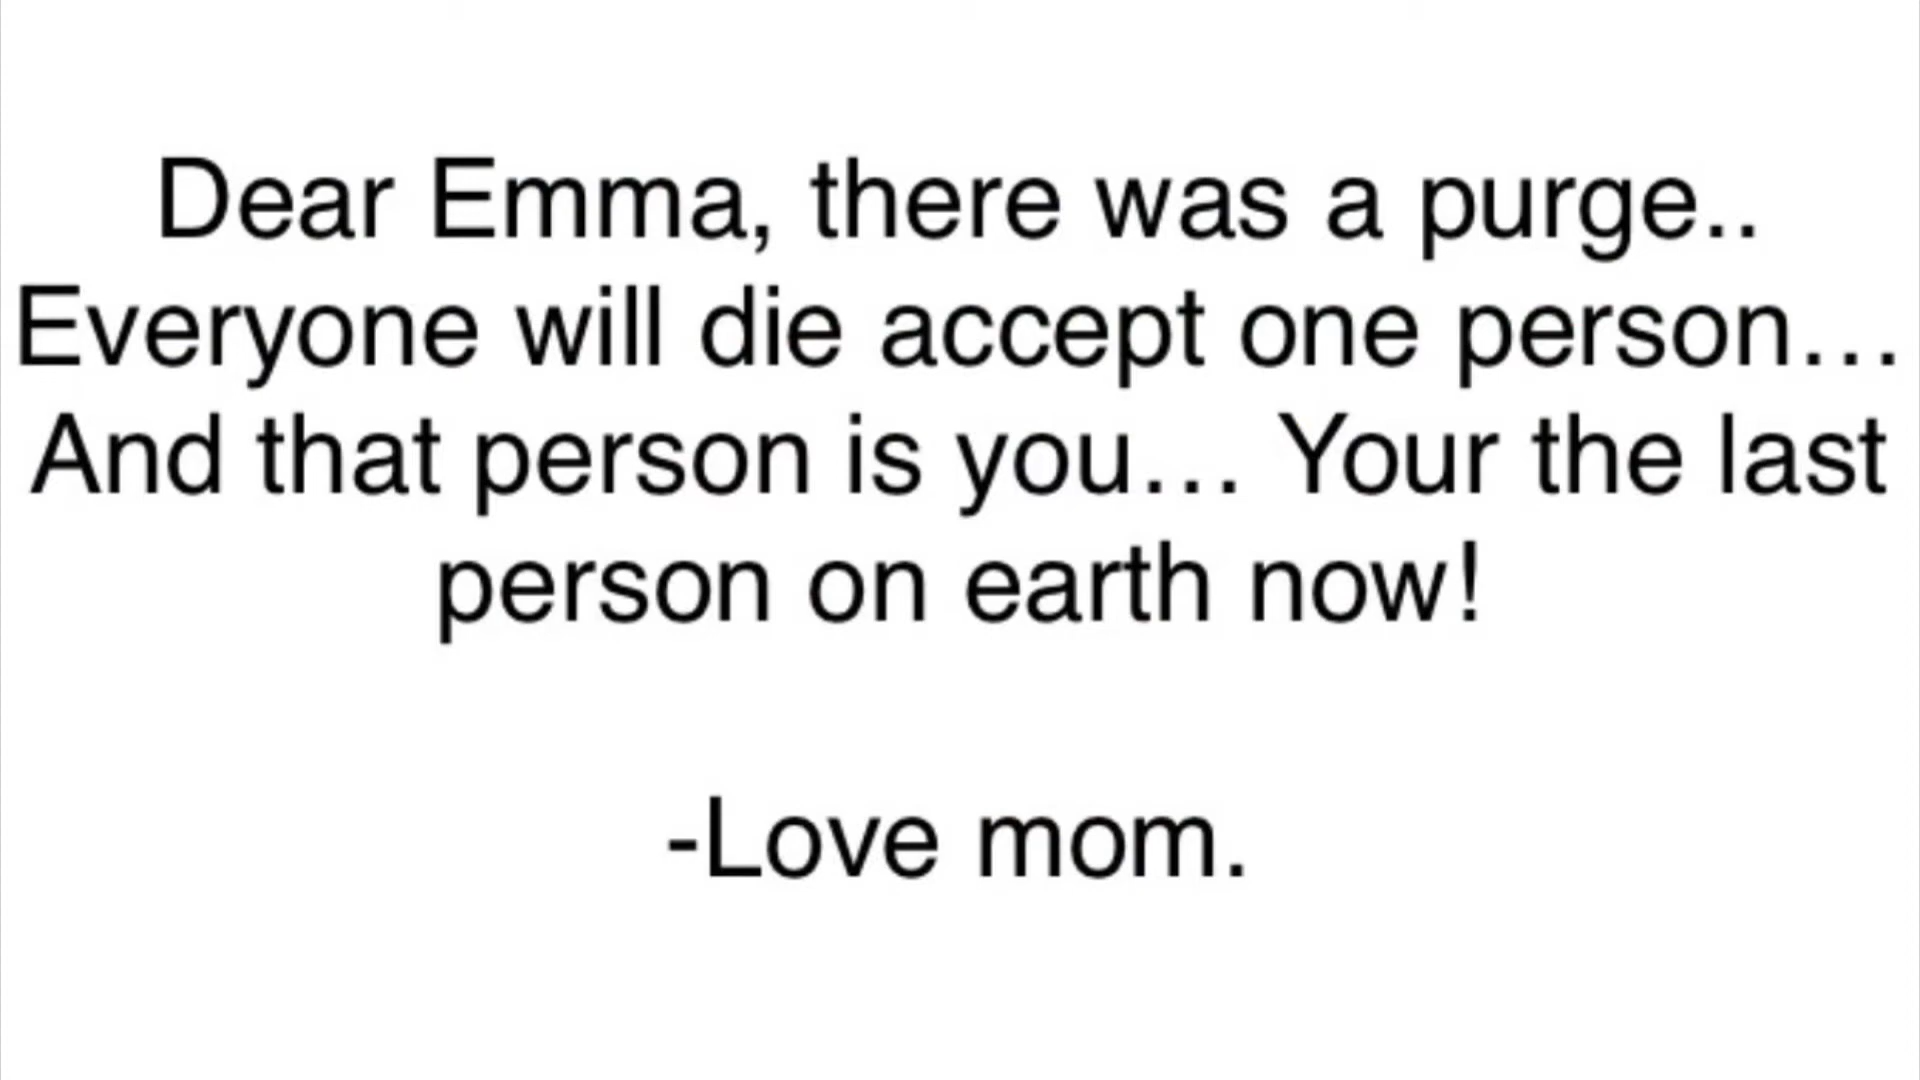 Dear Emma, there was a purge..
Everyone will die accept one person…
And that person is you… Your the last
person on earth now!
-Love mom.